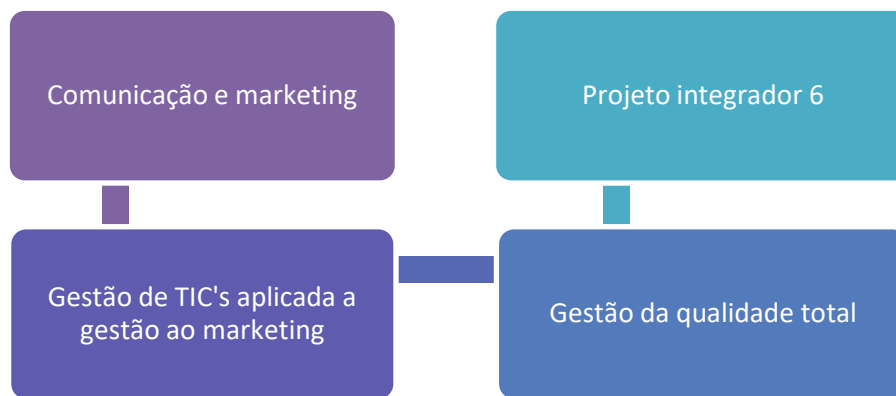 Comunicação e marketing
Gestão de TIC's aplicada a
gestão ao marketing
Gestão da qualidade total
Projeto integrador 6